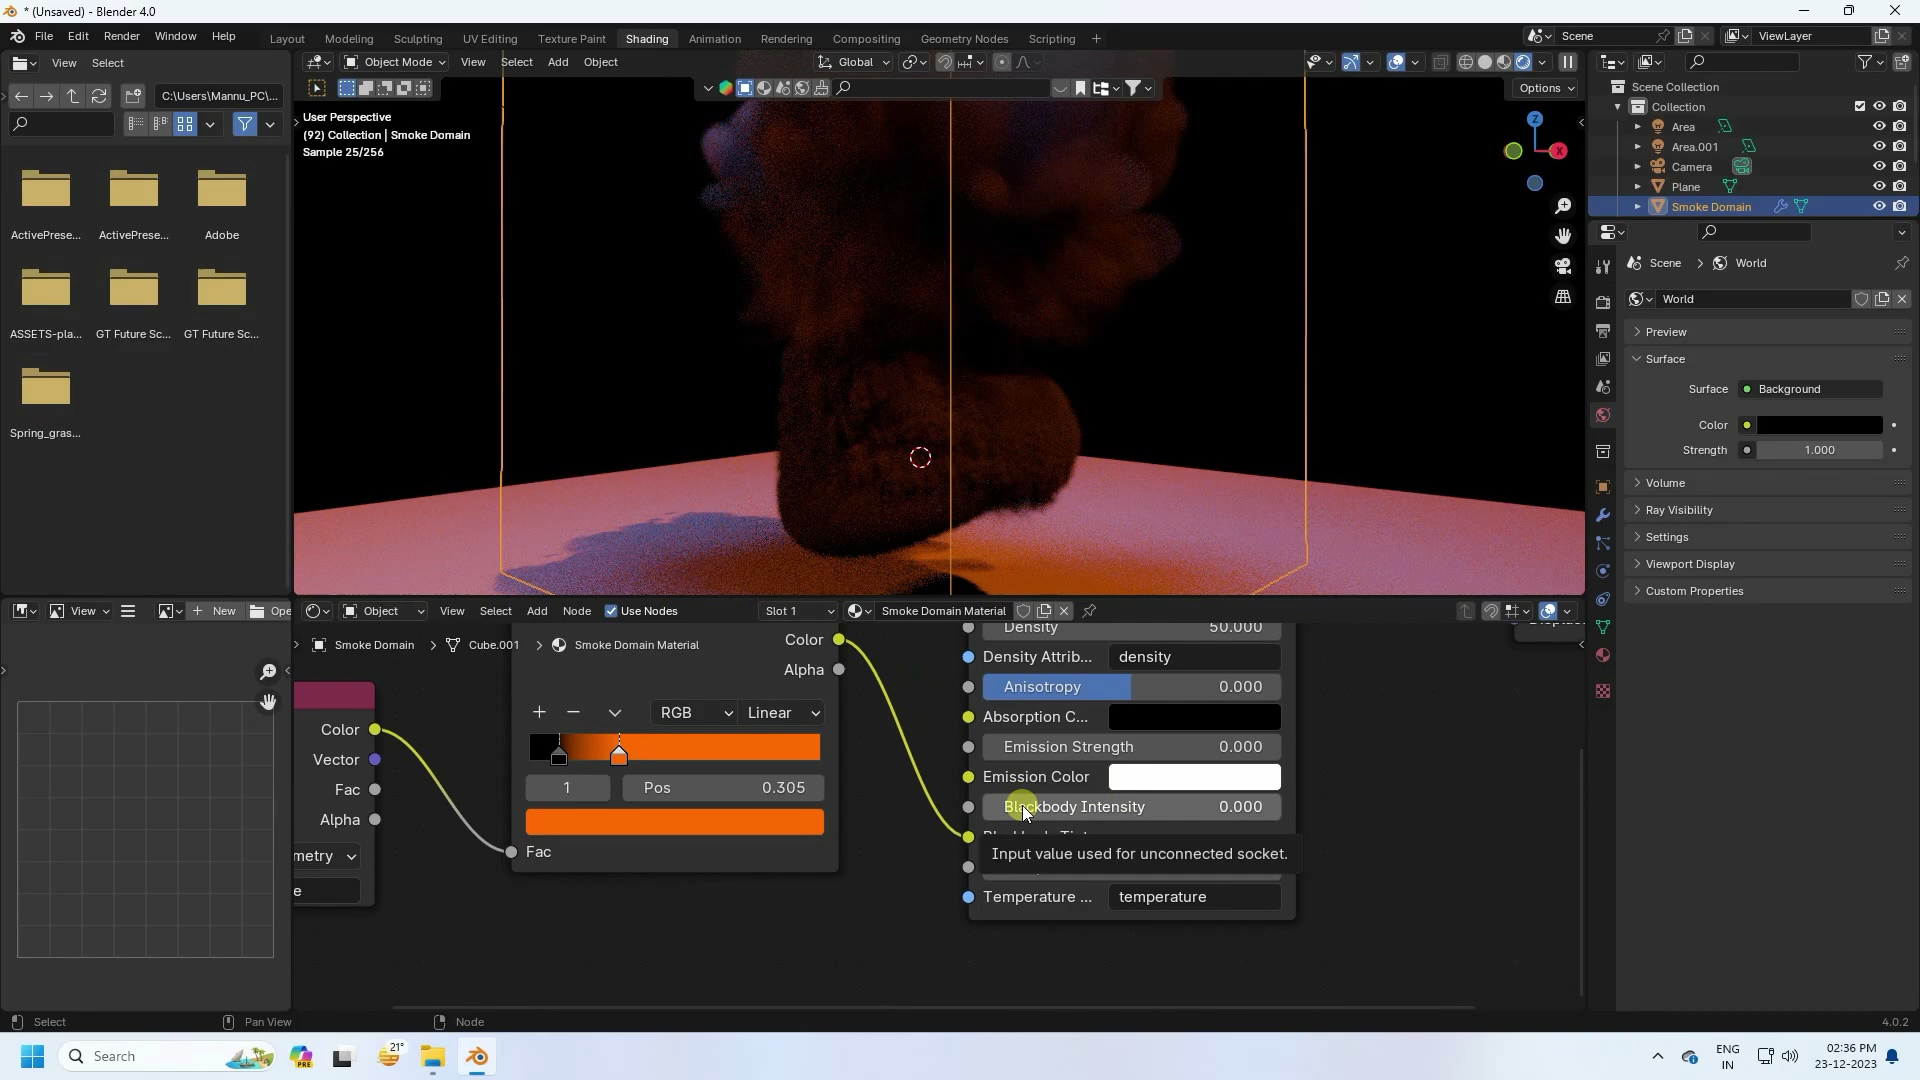 * (Unsaved) - Blender 4.0
File Edit Render Window Help
Layout Modeling Sculpting UV Editing Texture Paint Shading Animation Rendering Compositing Geometry Nodes Scripting +
Scene
ViewLayer
View Select
Object Mode View Select Add Object
Global
C:\Users\Mannu_PC\...
Options
User Perspective
(92) Collection | Smoke Domain
Sample 25/256
Z
X
Scene Collection
Collection
Area
Area.001
Camera
Plane
Smoke Domain
ActivePrese... ActivePrese... Adobe
ASSETS-pla... GT Future Sc... GT Future Sc...
Spring_gras...
Scene > World
World
Preview
Surface
Surface Background
Color
Strength 1.000
Volume
Ray Visibility
Settings
Viewport Display
Custom Properties
View + New Ope
Object View Select Add Node Use Nodes Slot 1 Smoke Domain Material
Smoke Domain > Cube.001 > Smoke Domain Material
Color
Vector
Fac
Alpha
metry
e
Color
Alpha
+ − RGB Linear
1 Pos 0.305
Fac
Density 50.000
Density Attrib... density
Anisotropy 0.000
Absorption C...
Emission Strength 0.000
Emission Color
Blackbody Intensity 0.000
Input value used for unconnected socket.
Temperature ... temperature
Select Pan View Node
4.0.2
Search
PRE
21°
ENG
IN
02:36 PM
23-12-2023